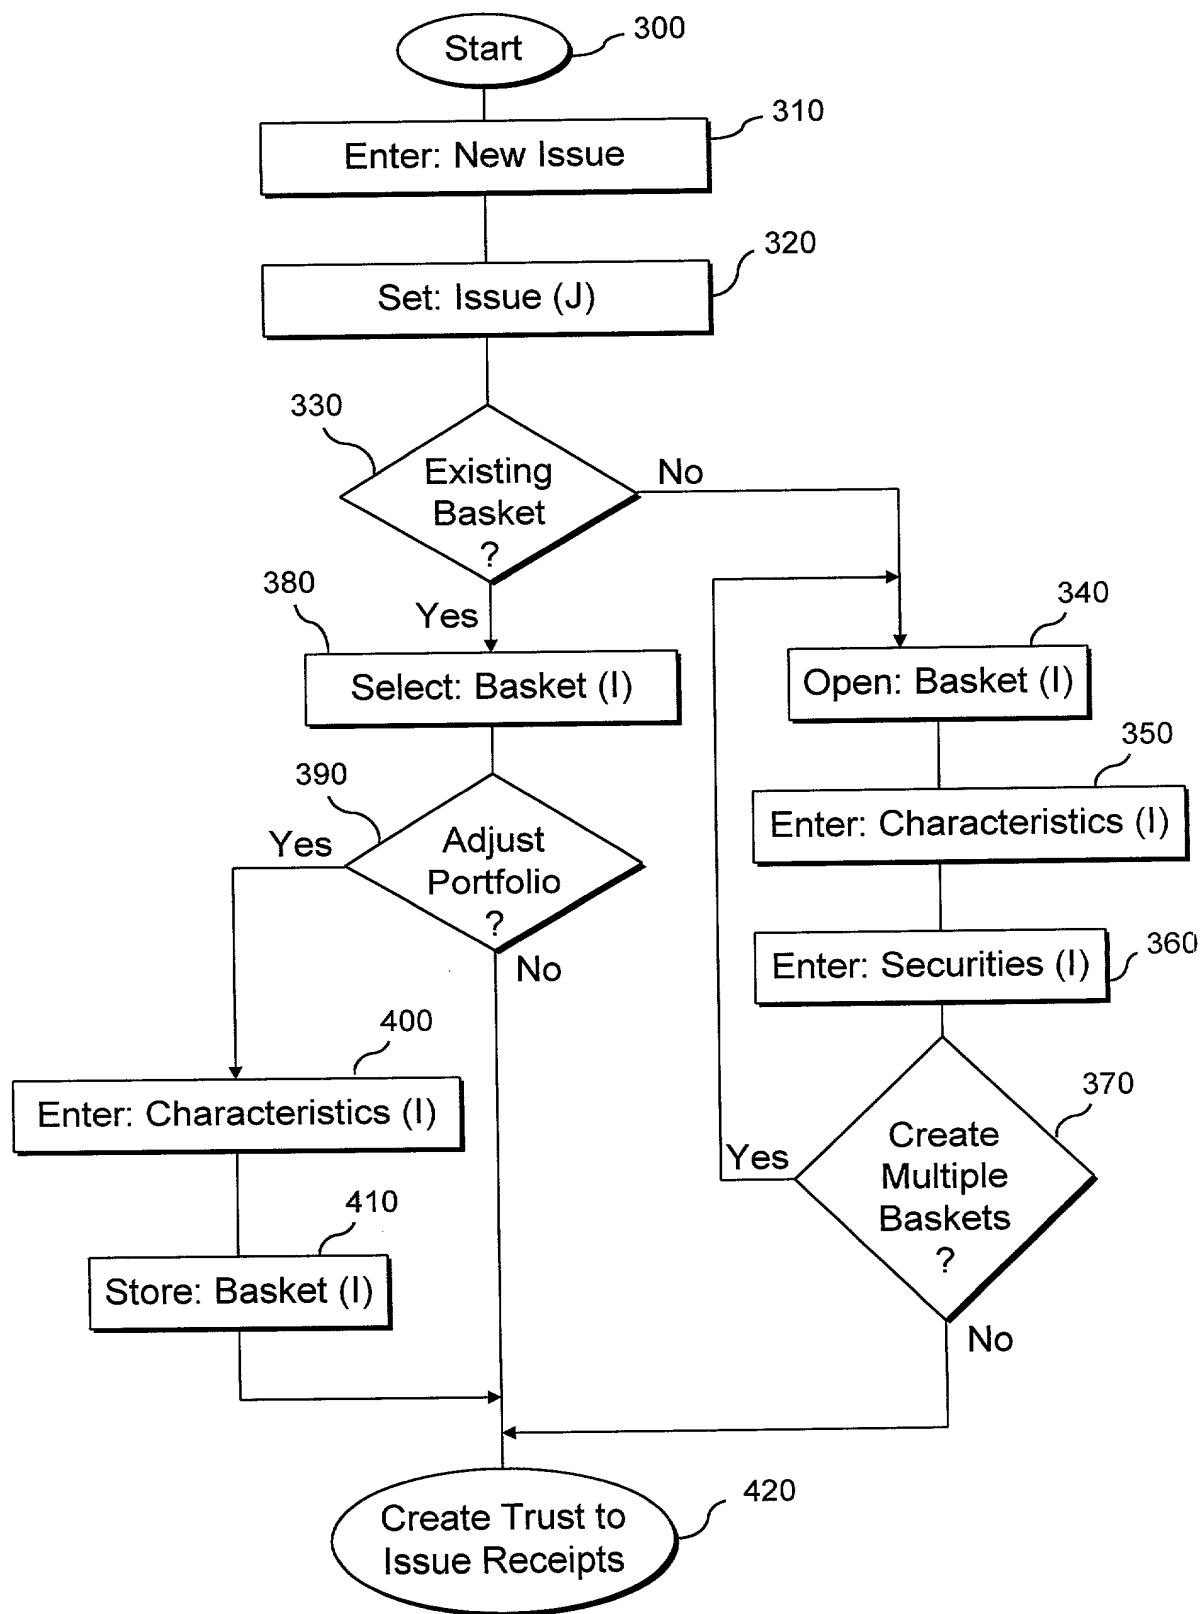 Start
300
310
Enter: New Issue
320
Set: Issue (J)
330
Existing
Basket
?
No
Yes
380
Select: Basket (I)
340
Open: Basket (I)
350
Enter: Characteristics (I)
360
Enter: Securities (I)
370
Create
Multiple
Baskets
?
Yes
No
390
Adjust
Portfolio
?
Yes
No
400
Enter: Characteristics (I)
410
Store: Basket (I)
420
Create Trust to
Issue Receipts